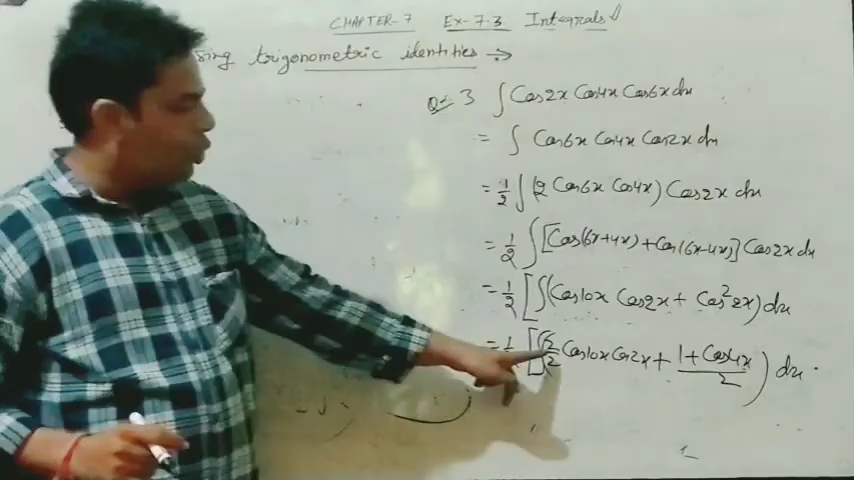 CHAPTER-7 Ex-7.3 Integrals
sing trigonometric identities →
Q. 3 ∫ Cos2x Cos4x Cos6x dx
= ∫ Cos6x Cos4x Cos2x dx
= 1/2 ∫ (2 Cos6x Cos4x) Cos2x dx
= 1/2 ∫ [Cos(6x+4x) + Cos(6x-4x)] Cos2x dx
= 1/2 [∫ (Cos10x Cos2x + Cos²2x) dx
= 1/2 [∫ (2/2 Cos10x Cos2x + 1+Cos4x/2) dx